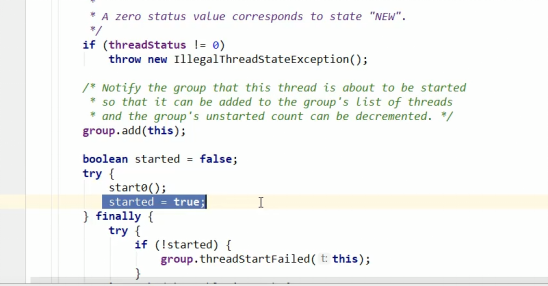 * A zero status value corresponds to state "NEW".
*/
if (threadStatus != 0)
throw new IllegalThreadStateException();
/* Notify the group that this thread is about to be started
* so that it can be added to the group's list of threads
* and the group's unstarted count can be decremented. */
group.add(this);
boolean started = false;
try {
start0();
started = true;
} finally {
try {
if (!started) {
group.threadStartFailed( t: this);
}